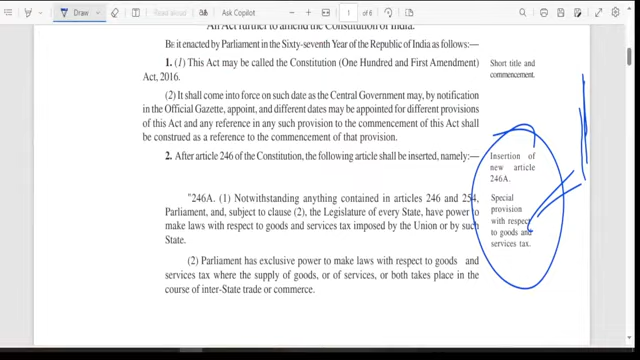 Draw
Read aloud
Ask Copilot
1
of 6
An Act further to amend the Constitution of India.
BE it enacted by Parliament in the Sixty-seventh Year of the Republic of India as follows:—
1. (1) This Act may be called the Constitution (One Hundred and First Amendment)
Act, 2016.
Short title and
commencement.
(2) It shall come into force on such date as the Central Government may, by notification
in the Official Gazette, appoint, and different dates may be appointed for different provisions
of this Act and any reference in any such provision to the commencement of this Act shall
be construed as a reference to the commencement of that provision.
2. After article 246 of the Constitution, the following article shall be inserted, namely:—
Insertion of
new article
246A.
"246A. (1) Notwithstanding anything contained in articles 246 and 254,
Parliament, and, subject to clause (2), the Legislature of every State, have power to
make laws with respect to goods and services tax imposed by the Union or by such
State.
Special
provision
with respect
to goods and
services tax.
(2) Parliament has exclusive power to make laws with respect to goods and
services tax where the supply of goods, or of services, or both takes place in the
course of inter-State trade or commerce.